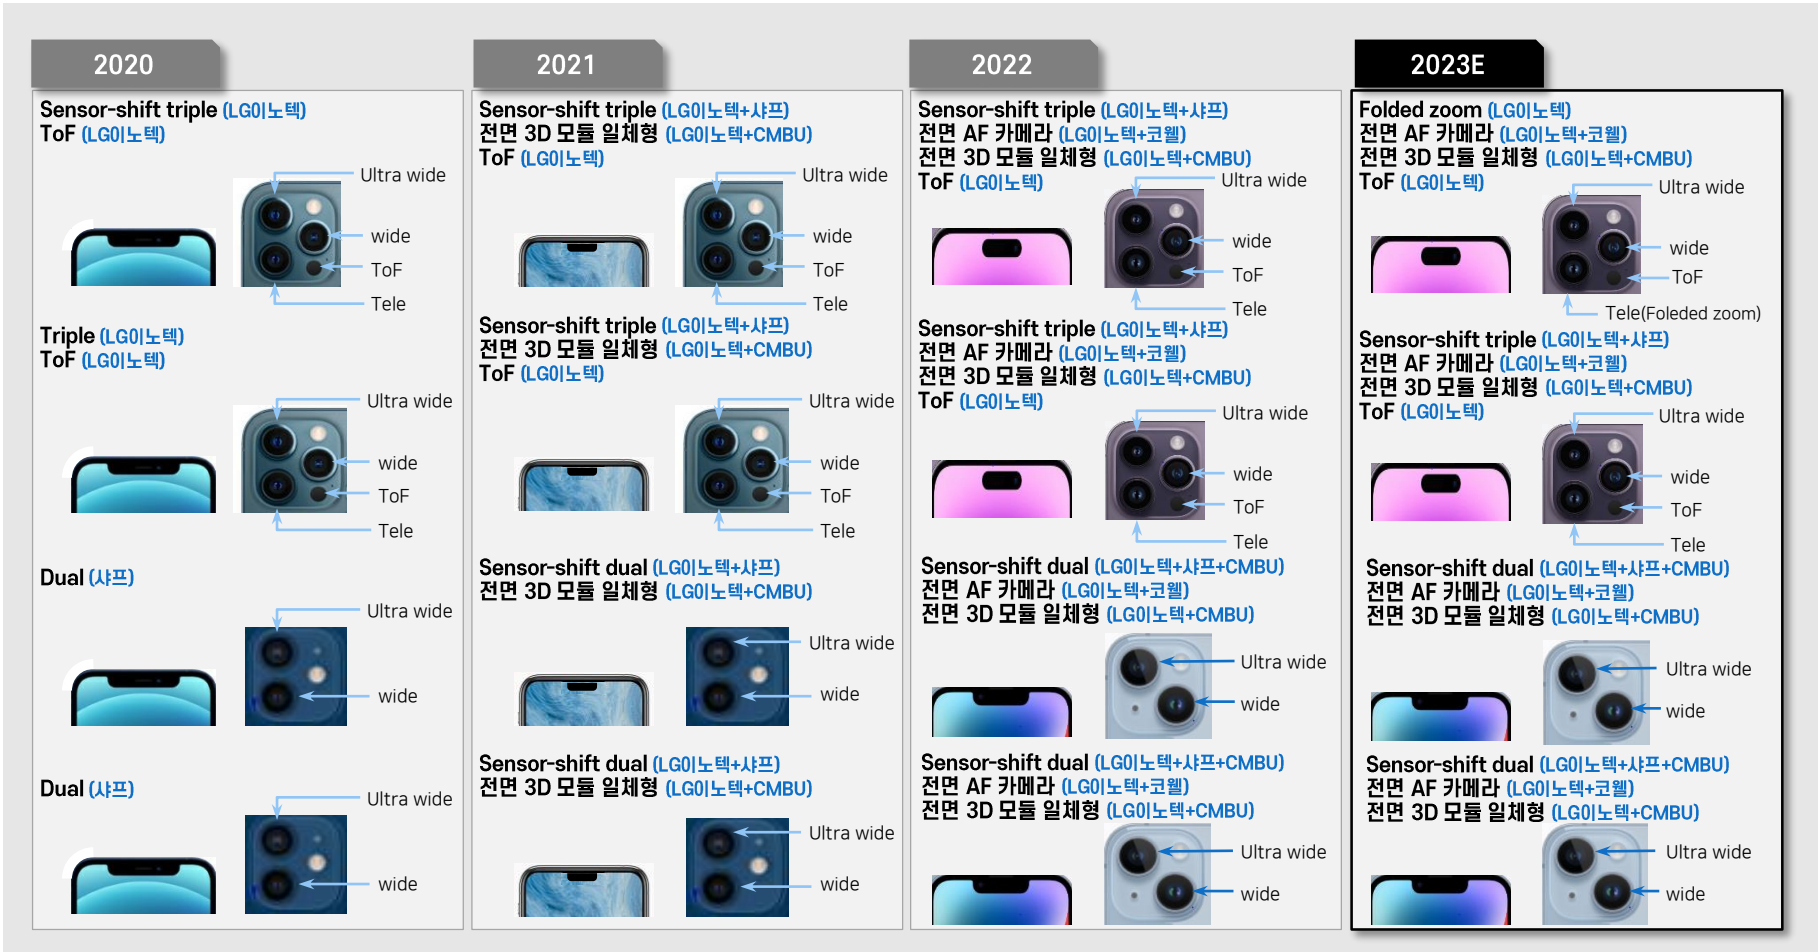 2020
Sensor-shift triple (LG이노텍)
ToF (LG이노텍)
Ultra wide
wide
ToF
Tele
Triple (LG이노텍)
ToF (LG이노텍)
Ultra wide
wide
ToF
Tele
Dual (샤프)
Ultra wide
wide
Dual (샤프)
Ultra wide
wide
2021
Sensor-shift triple (LG이노텍+샤프)
전면 3D 모듈 일체형 (LG이노텍+CMBU)
ToF (LG이노텍)
Ultra wide
wide
ToF
Tele
Sensor-shift triple (LG이노텍+샤프)
전면 3D 모듈 일체형 (LG이노텍+CMBU)
ToF (LG이노텍)
Ultra wide
wide
ToF
Tele
Sensor-shift dual (LG이노텍+샤프)
전면 3D 모듈 일체형 (LG이노텍+CMBU)
Ultra wide
wide
Sensor-shift dual (LG이노텍+샤프)
전면 3D 모듈 일체형 (LG이노텍+CMBU)
Ultra wide
wide
2022
Sensor-shift triple (LG이노텍+샤프)
전면 AF 카메라 (LG이노텍+코웰)
전면 3D 모듈 일체형 (LG이노텍+CMBU)
ToF (LG이노텍)
Ultra wide
wide
ToF
Tele
Sensor-shift triple (LG이노텍+샤프)
전면 AF 카메라 (LG이노텍+코웰)
전면 3D 모듈 일체형 (LG이노텍+CMBU)
ToF (LG이노텍)
Ultra wide
wide
ToF
Tele
Sensor-shift dual (LG이노텍+샤프+CMBU)
전면 AF 카메라 (LG이노텍+코웰)
전면 3D 모듈 일체형 (LG이노텍+CMBU)
Ultra wide
wide
Sensor-shift dual (LG이노텍+샤프+CMBU)
전면 AF 카메라 (LG이노텍+코웰)
전면 3D 모듈 일체형 (LG이노텍+CMBU)
Ultra wide
wide
2023E
Folded zoom (LG이노텍)
전면 AF 카메라 (LG이노텍+코웰)
전면 3D 모듈 일체형 (LG이노텍+CMBU)
ToF (LG이노텍)
Ultra wide
wide
ToF
Tele(Foleded zoom)
Sensor-shift triple (LG이노텍+샤프)
전면 AF 카메라 (LG이노텍+코웰)
전면 3D 모듈 일체형 (LG이노텍+CMBU)
ToF (LG이노텍)
Ultra wide
wide
ToF
Tele
Sensor-shift dual (LG이노텍+샤프+CMBU)
전면 AF 카메라 (LG이노텍+코웰)
전면 3D 모듈 일체형 (LG이노텍+CMBU)
Ultra wide
wide
Sensor-shift dual (LG이노텍+샤프+CMBU)
전면 AF 카메라 (LG이노텍+코웰)
전면 3D 모듈 일체형 (LG이노텍+CMBU)
Ultra wide
wide